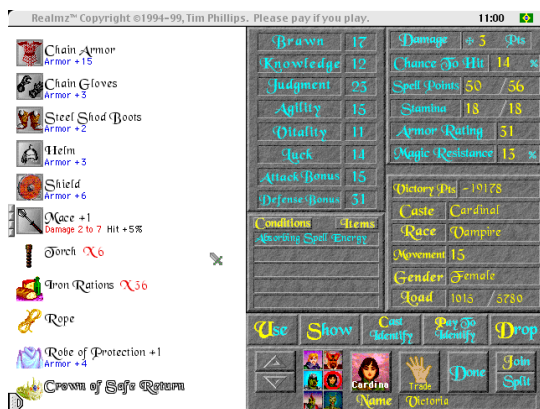 Realmz™ Copyright ©1994-99, Tim Phillips. Please pay if you play. 11:00
Chain Armor
Armor +15
Chain Gloves
Armor +3
Steel Shod Boots
Armor +2
Helm
Armor +3
Shield
Armor +6
Mace +1
Damage 2 to 7 Hit +5%
Torch X6
Iron Rations X36
Rope
Robe of Protection +1
Armor +4
Crown of Safe Return
Brawn 17
Knowledge 12
Judgment 23
Agility 15
Vitality 11
Luck 14
Attack Bonus 15
Defense Bonus 31
Conditions Items
Absorbing Spell Energy
Damage + 3 Pts
Chance To Hit 14 %
Spell Points 50 /56
Stamina 18 /18
Armor Rating 31
Magic Resistance 13 %
Victory Pts -19178
Caste Cardinal
Race Vampire
Movement 15
Gender Female
Load 1015 /5780
Use
Show
Cast To Identify
Pay To Identify
Drop
Cardina
Trade
Done
Join
Split
Name Victoria